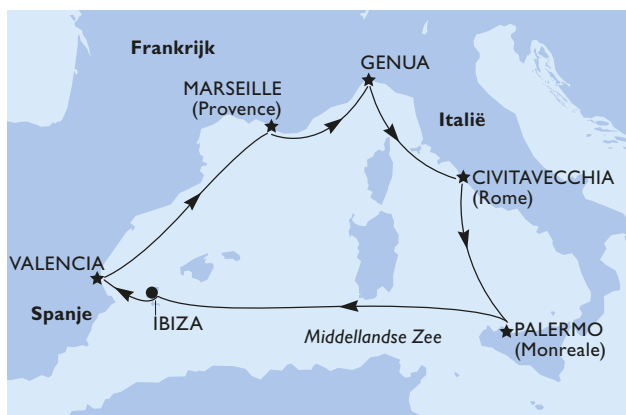 Frankrijk
GENUA
MARSEILLE
(Provence)
Italië
CIVITAVECCHIA
(Rome)
VALENCIA
Spanje
IBIZA
Middellandse Zee
PALERMO
(Monreale)